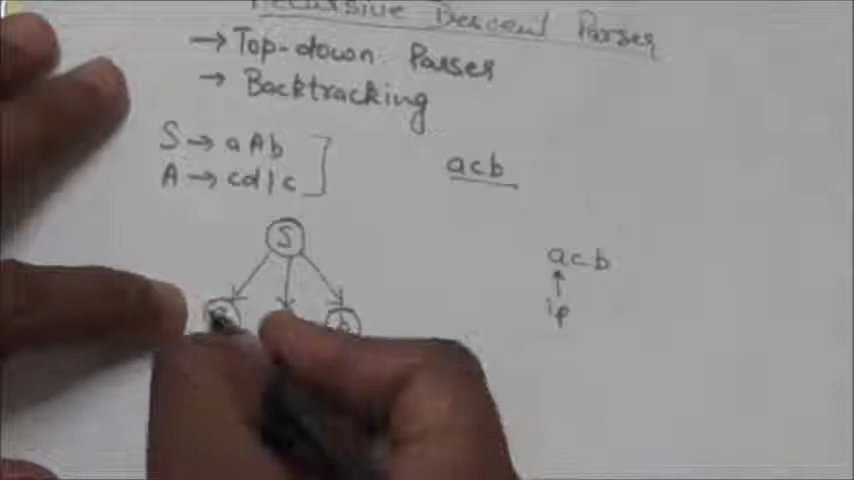 Recursive Descent Parser
→ Top-down Parser
→ Backtracking
S → aAb
A → cd|c
acb
S
acb
ip
b